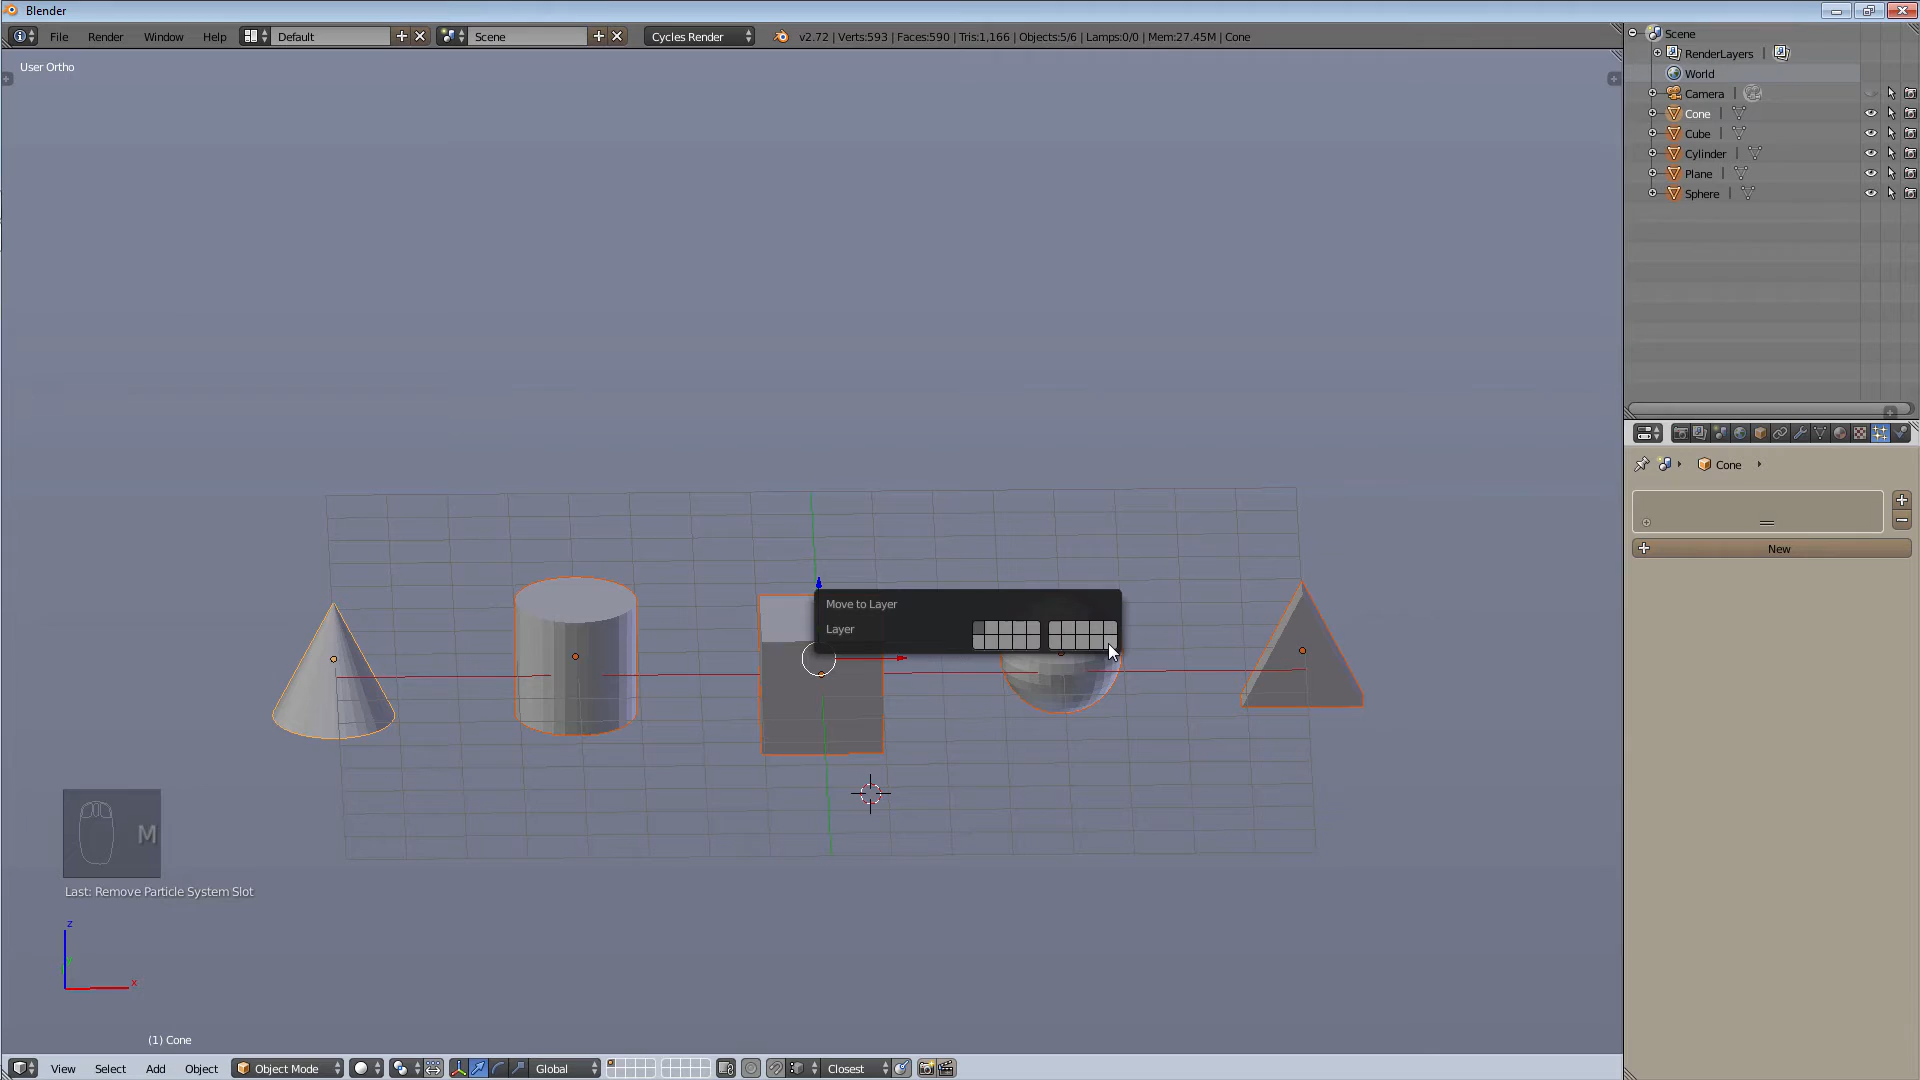 Blender
File Render Window Help Default Scene Cycles Render v2.72 | Verts:593 | Faces:590 | Tris:1,166 | Objects:5/6 | Lamps:0/0 | Mem:27.45M | Cone
User Ortho
Scene
RenderLayers
World
Camera
Cone
Cube
Cylinder
Plane
Sphere
Cone
New
Move to Layer
Layer
M
Last: Remove Particle System Slot
z
x
(1) Cone
View Select Add Object Object Mode Global Closest